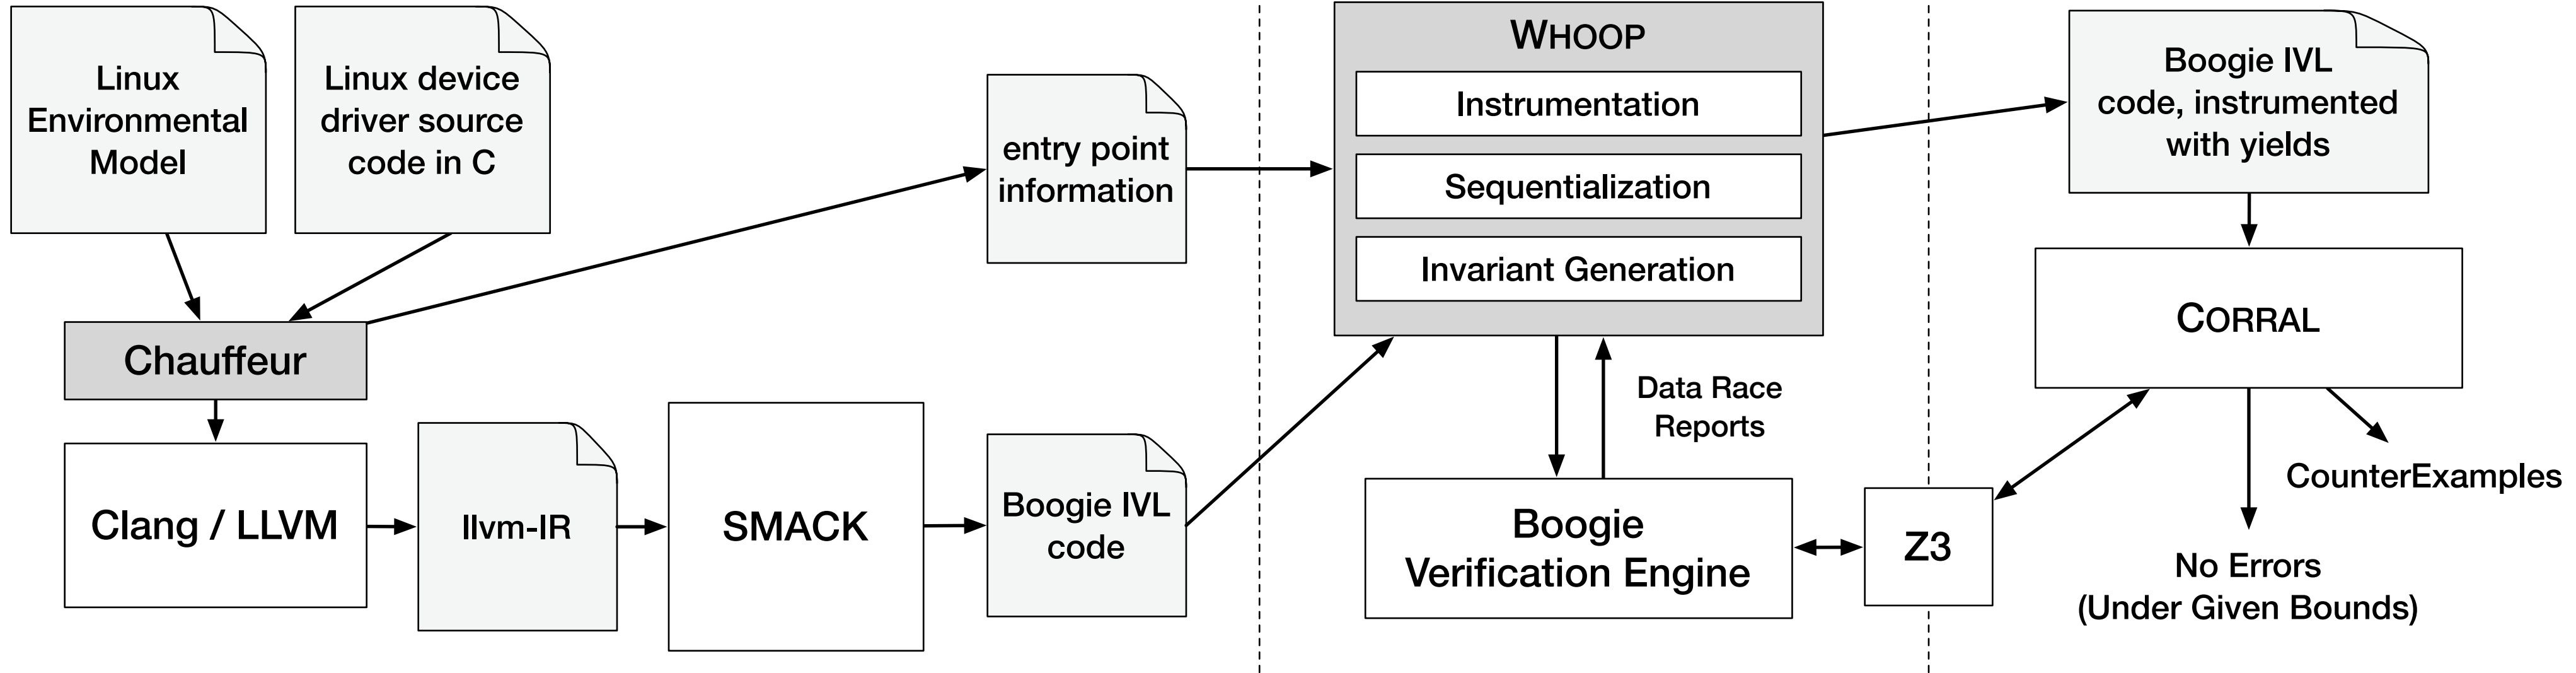 Linux
Environmental
Model
Linux device
driver source
code in C
Chauffeur
Clang / LLVM
llvm-IR
SMACK
entry point
information
Boogie IVL
code
WHOOP
Instrumentation
Sequentialization
Invariant Generation
Data Race
Reports
Boogie
Verification Engine
Z3
Boogie IVL
code, instrumented
with yields
CORRAL
CounterExamples
No Errors
(Under Given Bounds)